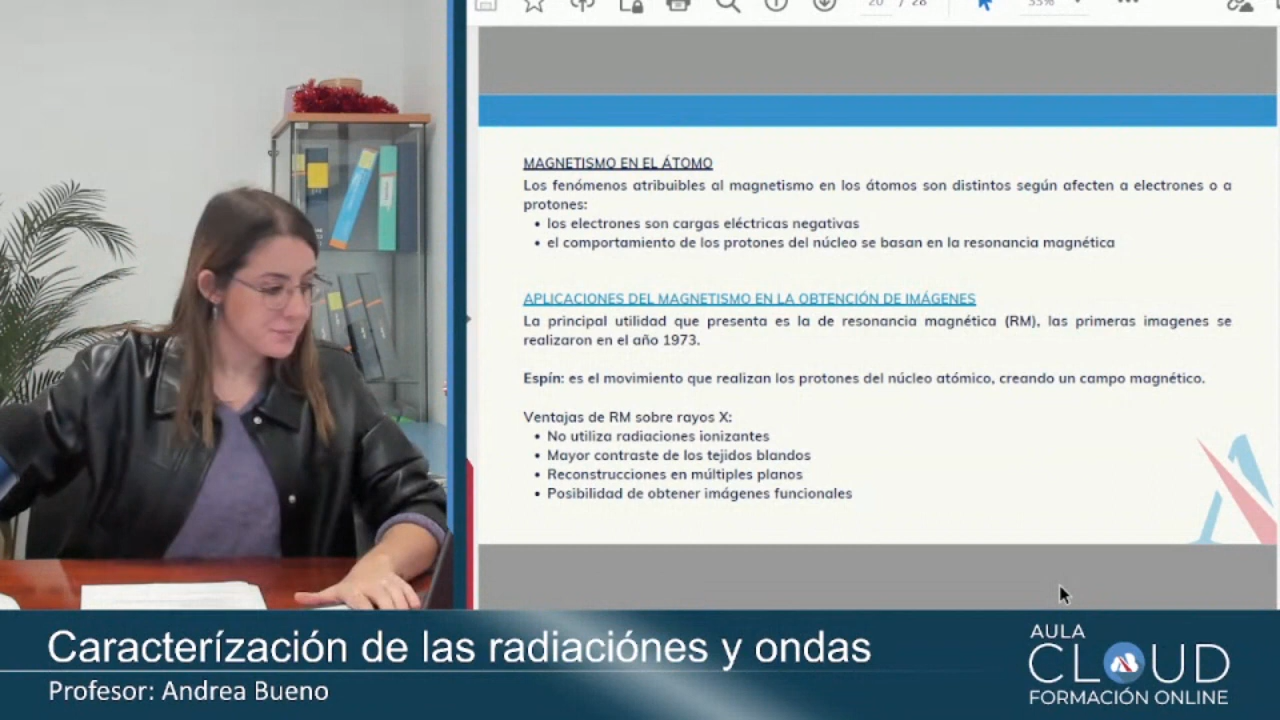 20 / 28
33%
MAGNETISMO EN EL ÁTOMO
Los fenómenos atribuibles al magnetismo en los átomos son distintos según afecten a electrones o a
protones:
• los electrones son cargas eléctricas negativas
• el comportamiento de los protones del núcleo se basan en la resonancia magnética
APLICACIONES DEL MAGNETISMO EN LA OBTENCIÓN DE IMÁGENES
La principal utilidad que presenta es la de resonancia magnética (RM), las primeras imagenes se
realizaron en el año 1973.
Espín: es el movimiento que realizan los protones del núcleo atómico, creando un campo magnético.
Ventajas de RM sobre rayos X:
• No utiliza radiaciones ionizantes
• Mayor contraste de los tejidos blandos
• Reconstrucciones en múltiples planos
• Posibilidad de obtener imágenes funcionales
Caracterízación de las radiaciónes y ondas
Profesor: Andrea Bueno
AULA
CLOUD
FORMACIÓN ONLINE